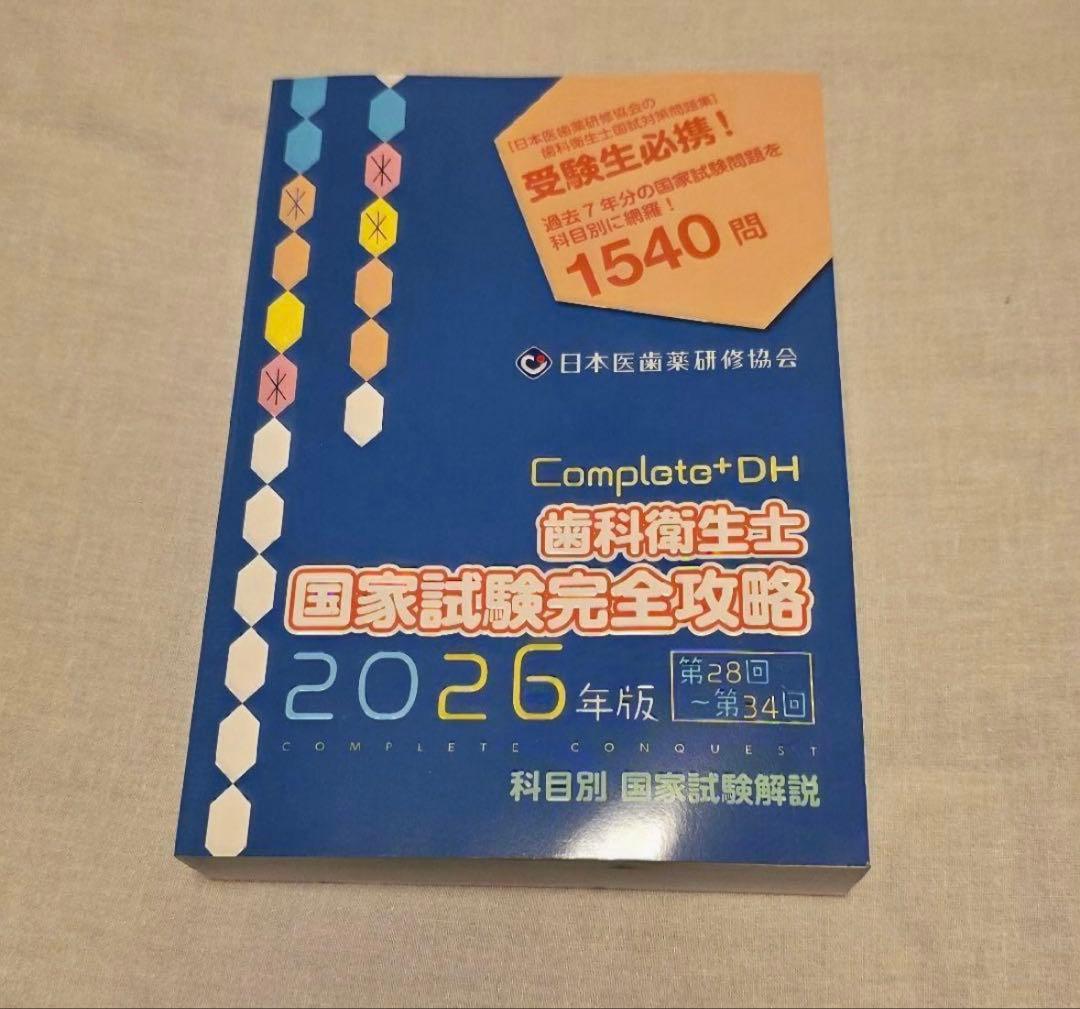 [日本医歯薬研修協会の
歯科衛生士国試対策問題集]
受験生必携!
過去7年分の国家試験問題を
科目別に網羅!
1540問
日本医歯薬研修協会
Complete+DH
歯科衛生士
国家試験完全攻略
2026年版
第28回
~第34回
COMPLETE CONQUEST
科目別 国家試験解説